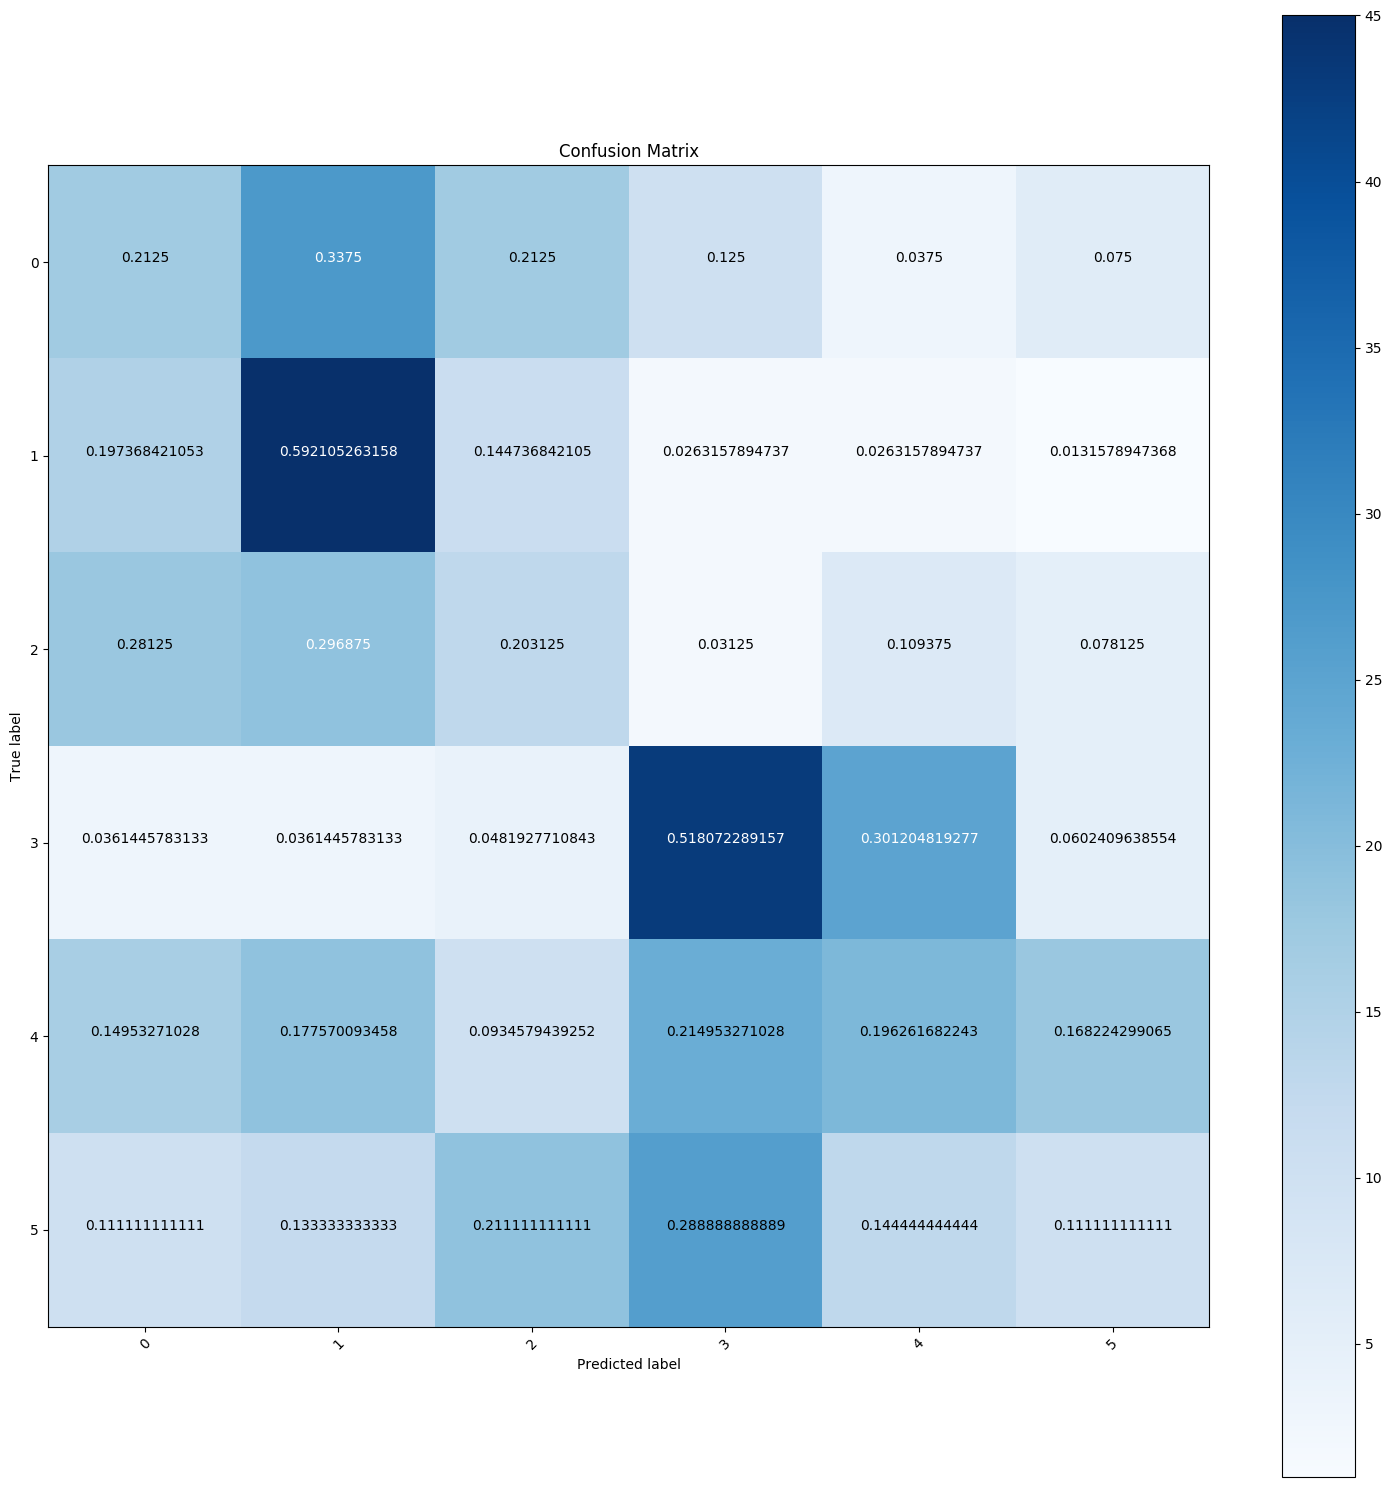 Confusion Matrix
0.2125 0.3375 0.2125 0.125 0.0375 0.075
0.197368421053 0.592105263158 0.144736842105 0.0263157894737 0.0263157894737 0.0131578947368
0.28125 0.296875 0.203125 0.03125 0.109375 0.078125
0.0361445783133 0.0361445783133 0.0481927710843 0.518072289157 0.301204819277 0.0602409638554
0.14953271028 0.177570093458 0.0934579439252 0.214953271028 0.196261682243 0.168224299065
0.111111111111 0.133333333333 0.211111111111 0.288888888889 0.144444444444 0.111111111111
True label
0
1
2
3
4
5
0 1 2 3 4 5
Predicted label
45
40
35
30
25
20
15
10
5